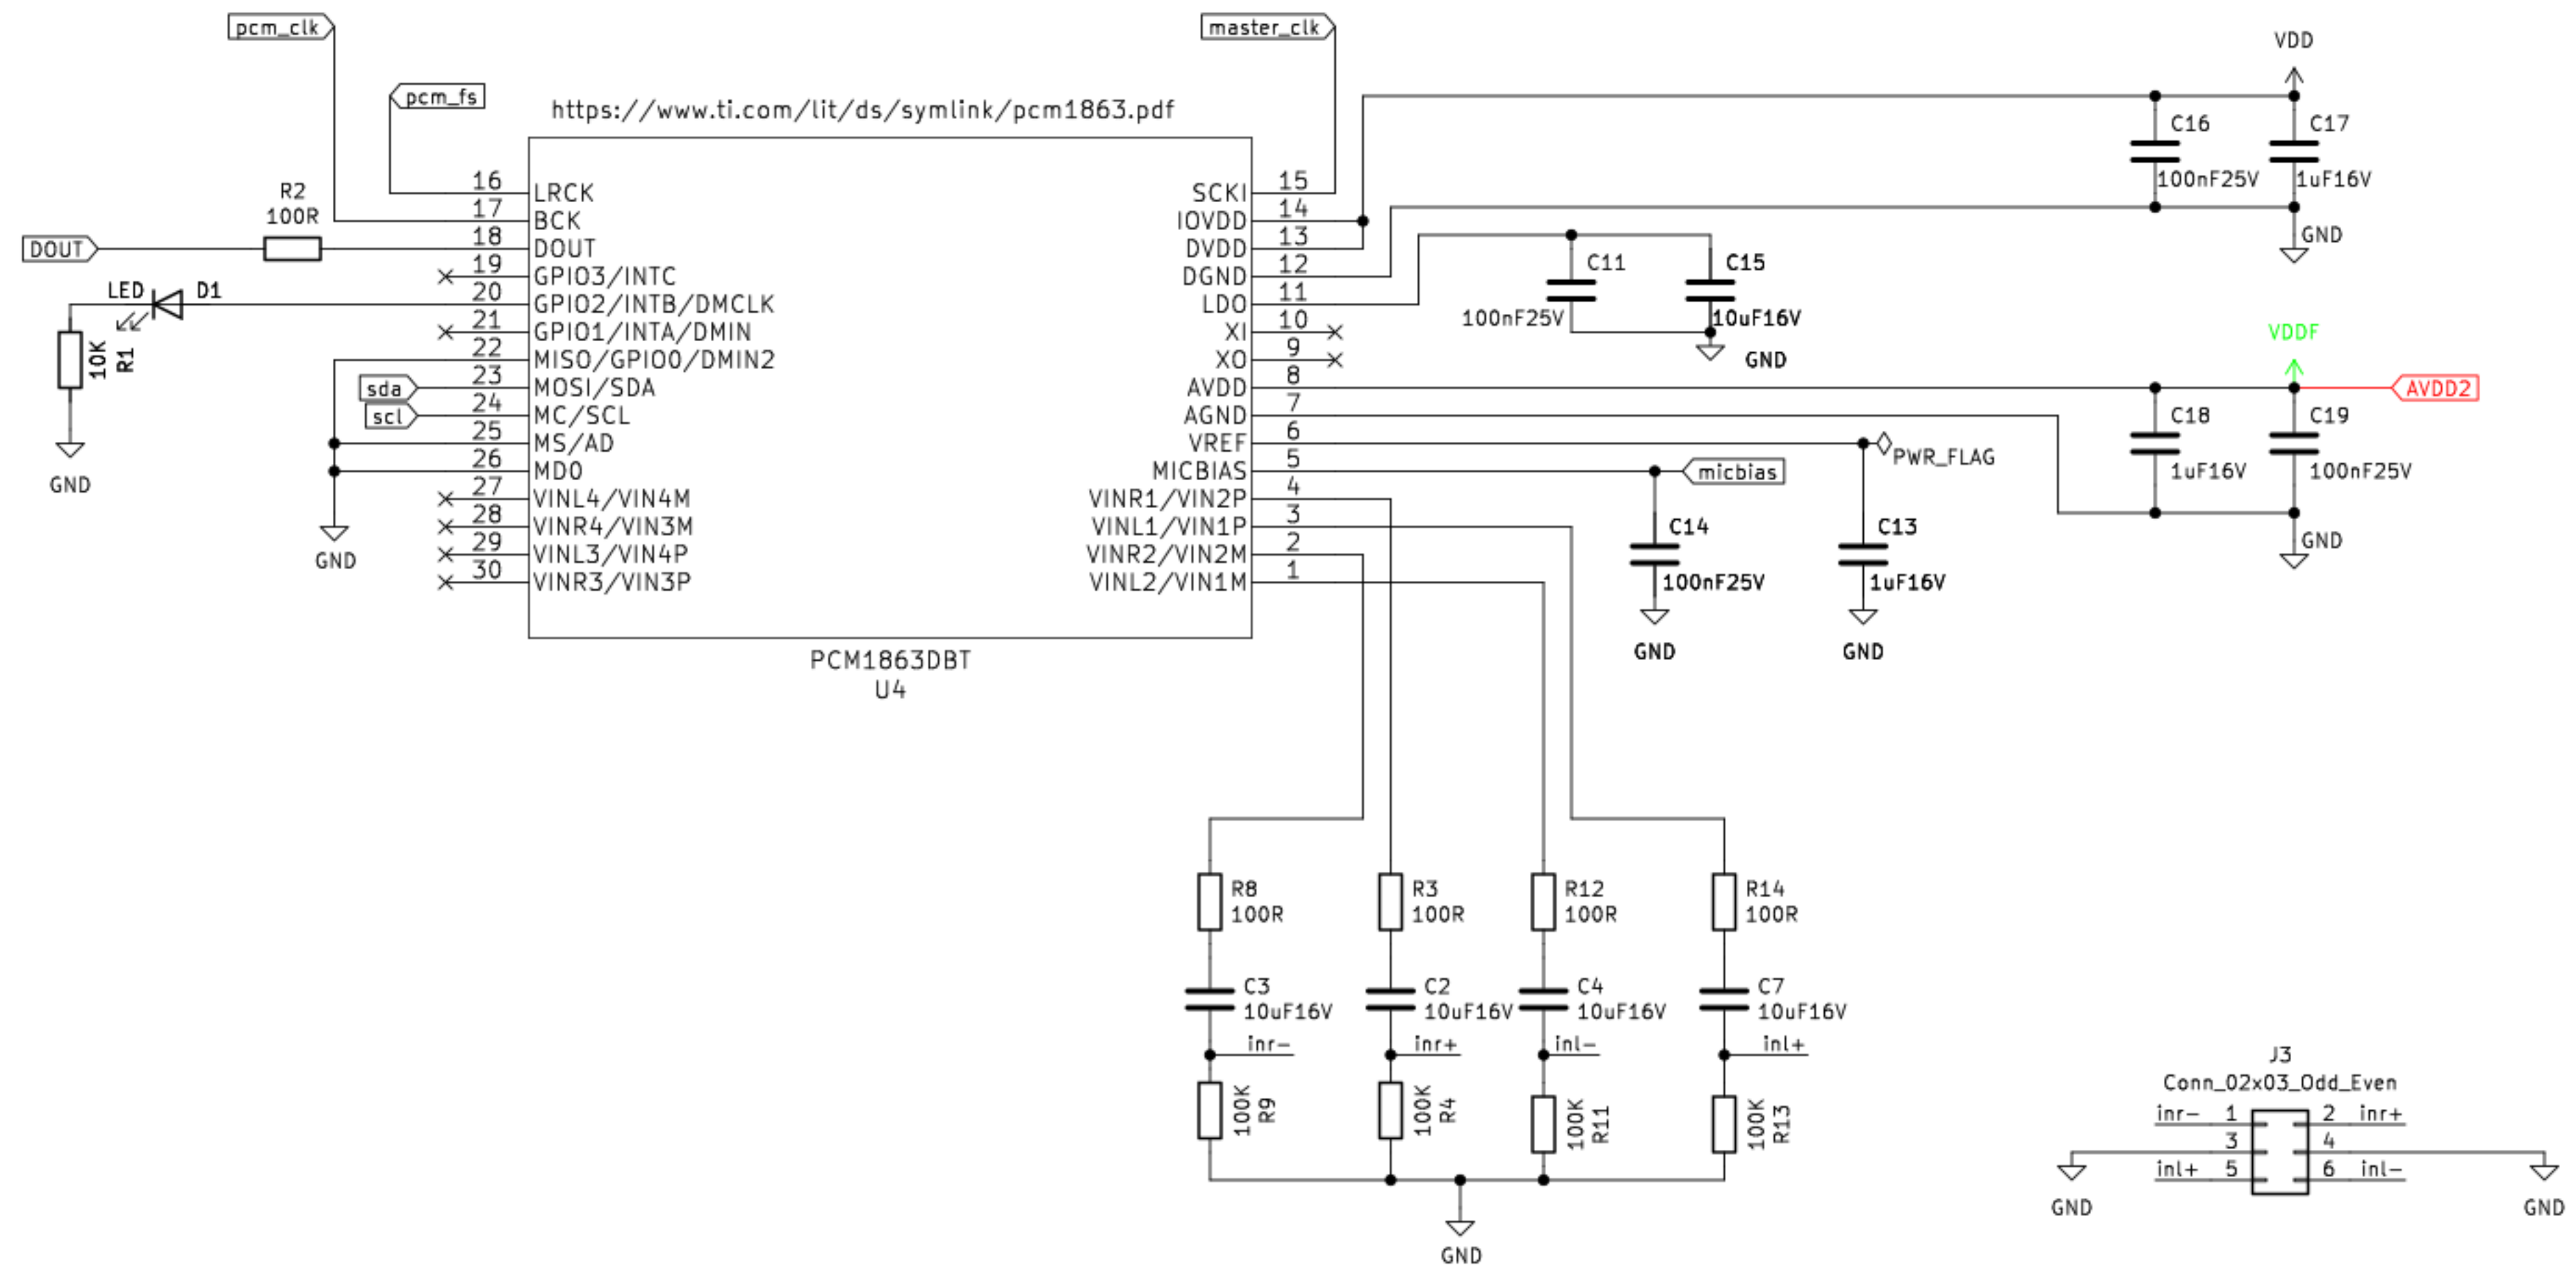 pcm_clk
master_clk
VDD
pcm_fs
https://www.ti.com/lit/ds/symlink/pcm1863.pdf
C16
100nF25V
C17
1uF16V
GND
R2
100R
DOUT
LED
D1
10K
R1
GND
16
LRCK
17
BCK
18
DOUT
19
GPIO3/INTC
20
GPIO2/INTB/DMCLK
21
GPIO1/INTA/DMIN
22
MISO/GPIO0/DMIN2
sda
23
MOSI/SDA
scl
24
MC/SCL
25
MS/AD
26
MD0
27
VINL4/VIN4M
28
VINR4/VIN3M
29
VINL3/VIN4P
30
VINR3/VIN3P
GND
SCKI
15
IOVDD
14
DVDD
13
DGND
12
LDO
11
XI
10
XO
9
AVDD
8
AGND
7
VREF
6
MICBIAS
5
VINR1/VIN2P
4
VINL1/VIN1P
3
VINR2/VIN2M
2
VINL2/VIN1M
1
PCM1863DBT
U4
C11
100nF25V
C15
10uF16V
GND
VDDF
AVDD2
C18
1uF16V
C19
100nF25V
GND
PWR_FLAG
micbias
C14
100nF25V
GND
C13
1uF16V
GND
R8
100R
R3
100R
R12
100R
R14
100R
C3
10uF16V
C2
10uF16V
C4
10uF16V
C7
10uF16V
inr-
inr+
inl-
inl+
100K
R9
100K
R4
100K
R11
100K
R13
GND
J3
Conn_02x03_Odd_Even
inr- 1
2 inr+
3
4
inl+ 5
6 inl-
GND
GND